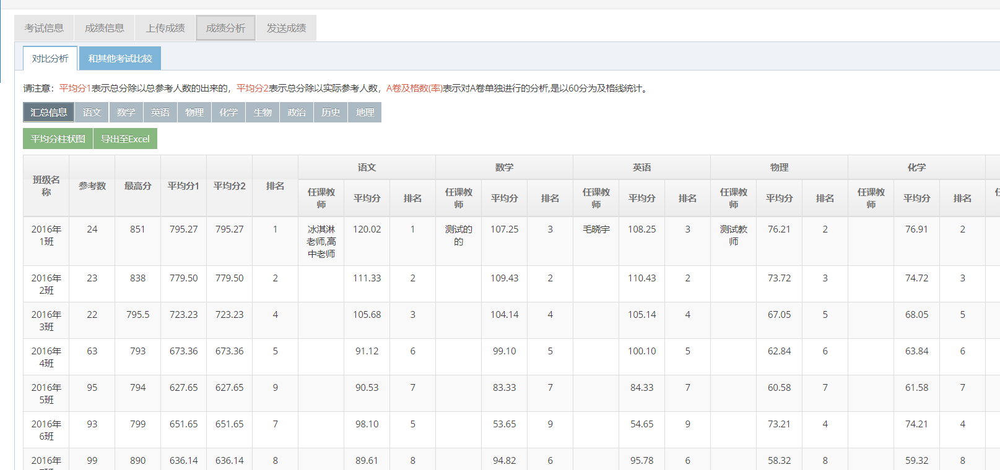 考试信息 成绩信息 上传成绩 成绩分析 发送成绩
对比分析 和其他考试比较
请注意：平均分1表示总分除以总参考人数的出来的，平均分2表示总分除以实际参考人数，A卷及格数(率)表示对A卷单独进行的分析,是以60分为及格线统计。
汇总信息 语文 数学 英语 物理 化学 生物 政治 历史 地理
平均分柱状图 导出至Excel
班级名称 参考数 最高分 平均分1 平均分2 排名 语文 数学 英语 物理 化学
任课教师 平均分 排名 任课教师 平均分 排名 任课教师 平均分 排名 任课教师 平均分 排名 任课教师 平均分 排名
2016年1班 24 851 795.27 795.27 1 冰淇淋老师,高中老师 120.02 1 测试的的 107.25 3 毛晓宇 108.25 3 测试教师 76.21 2 76.91 2
2016年2班 23 838 779.50 779.50 2 111.33 2 109.43 2 110.43 2 73.72 3 74.72 3
2016年3班 22 795.5 723.23 723.23 4 105.68 3 104.14 4 105.14 4 67.05 5 68.05 5
2016年4班 63 793 673.36 673.36 5 91.12 6 99.10 5 100.10 5 62.84 6 63.84 6
2016年5班 95 794 627.65 627.65 9 90.53 7 83.33 7 84.33 7 60.58 7 61.58 7
2016年6班 93 799 651.65 651.65 7 98.10 5 53.65 9 54.65 9 73.21 4 74.21 4
2016年 99 890 636.14 636.14 8 89.61 8 94.82 6 95.78 6 58.32 8 59.32 8